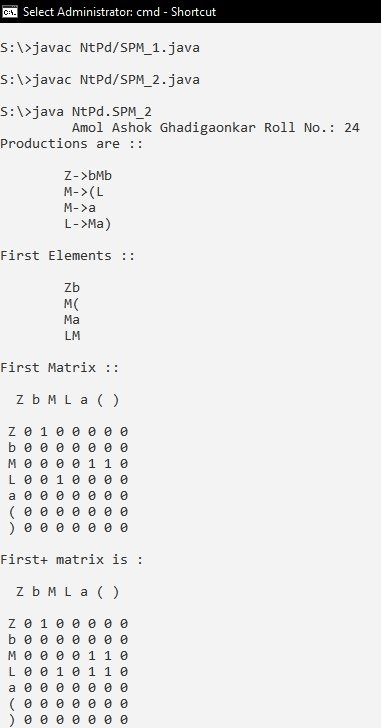 Select Administrator: cmd - Shortcut
S:\>javac NtPd/SPM_1.java
S:\>javac NtPd/SPM_2.java
S:\>java NtPd.SPM_2
Amol Ashok Ghadigaonkar Roll No.: 24
Productions are ::
Z->bMb
M->(L
M->a
L->Ma)
First Elements ::
Zb
M(
Ma
LM
First Matrix ::
Z b M L a ( )
Z 0 1 0 0 0 0 0
b 0 0 0 0 0 0 0
M 0 0 0 0 1 1 0
L 0 0 1 0 0 0 0
a 0 0 0 0 0 0 0
( 0 0 0 0 0 0 0
) 0 0 0 0 0 0 0
First+ matrix is :
Z b M L a ( )
Z 0 1 0 0 0 0 0
b 0 0 0 0 0 0 0
M 0 0 0 0 1 1 0
L 0 0 1 0 1 1 0
a 0 0 0 0 0 0 0
( 0 0 0 0 0 0 0
) 0 0 0 0 0 0 0